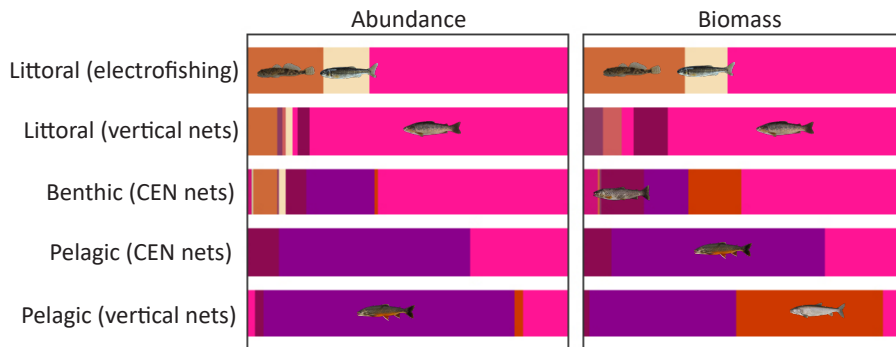 Abundance
Biomass
Littoral (electrofishing)
Littoral (vertical nets)
Benthic (CEN nets)
Pelagic (CEN nets)
Pelagic (vertical nets)